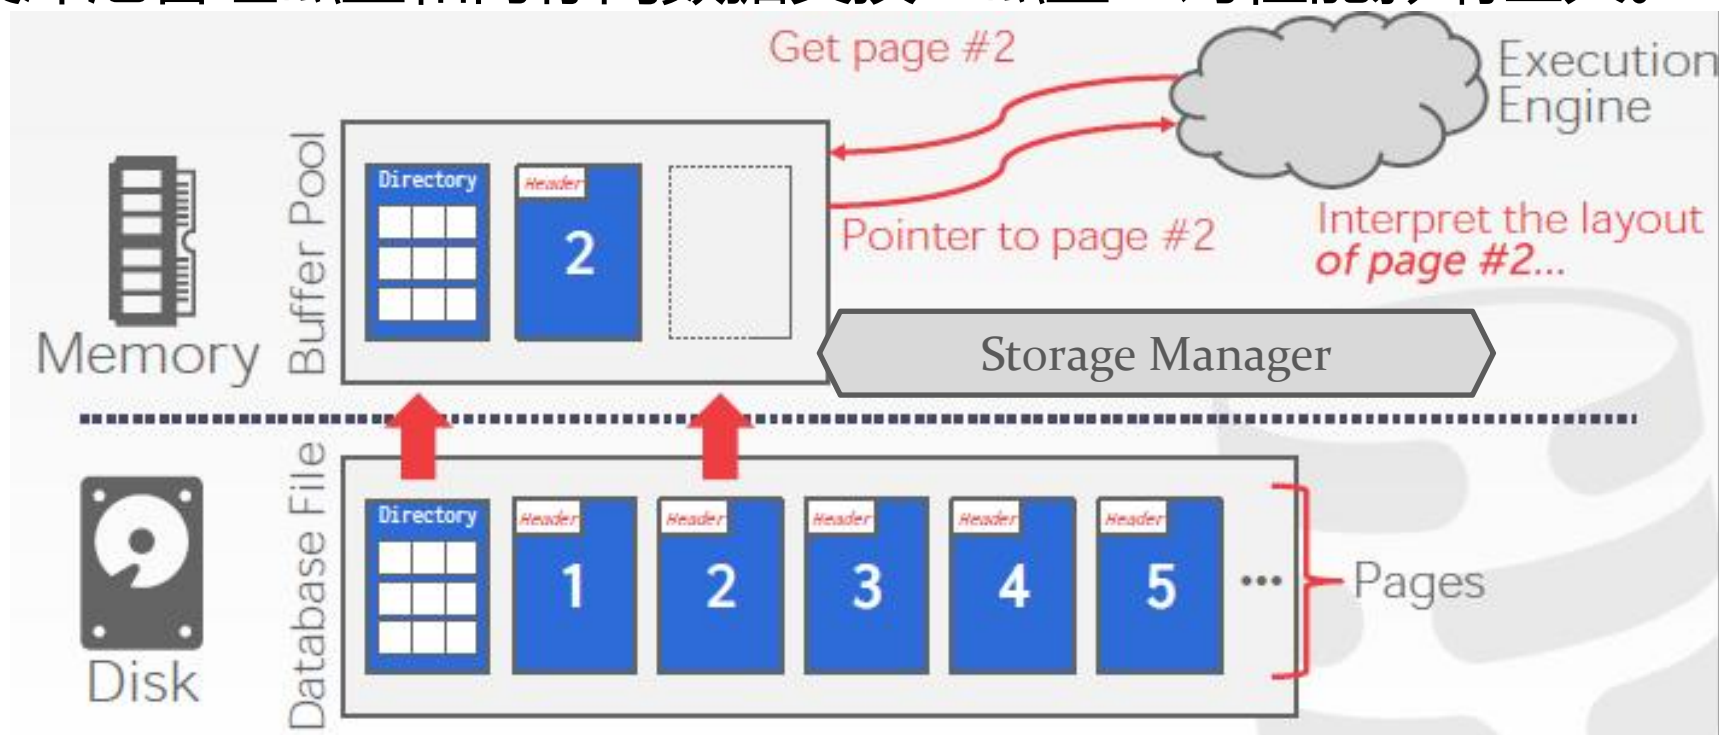 Get page #2
Execution
Engine
Buffer Pool
Directory
Header
2
Pointer to page #2
Interpret the layout
of page #2...
Memory
Storage Manager
Database File
Directory
Header
1
Header
2
Header
3
Header
4
Header
5
...
Pages
Disk